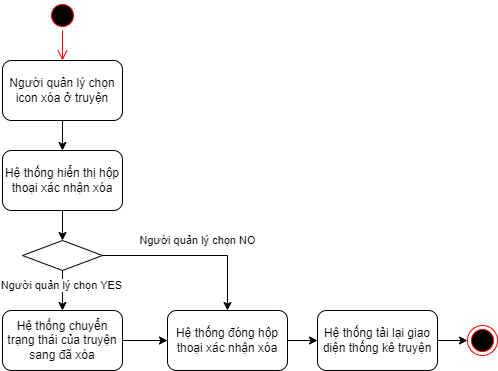 Người quản lý chọn
icon xóa ở truyện
Hệ thống hiển thị hộp
thoại xác nhận xóa
Người quản lý chọn NO
Người quản lý chọn YES
Hệ thống chuyển
trạng thái của truyện
sang đã xóa
Hệ thống đóng hộp
thoại xác nhận xóa
Hệ thống tải lại giao
diện thống kê truyện